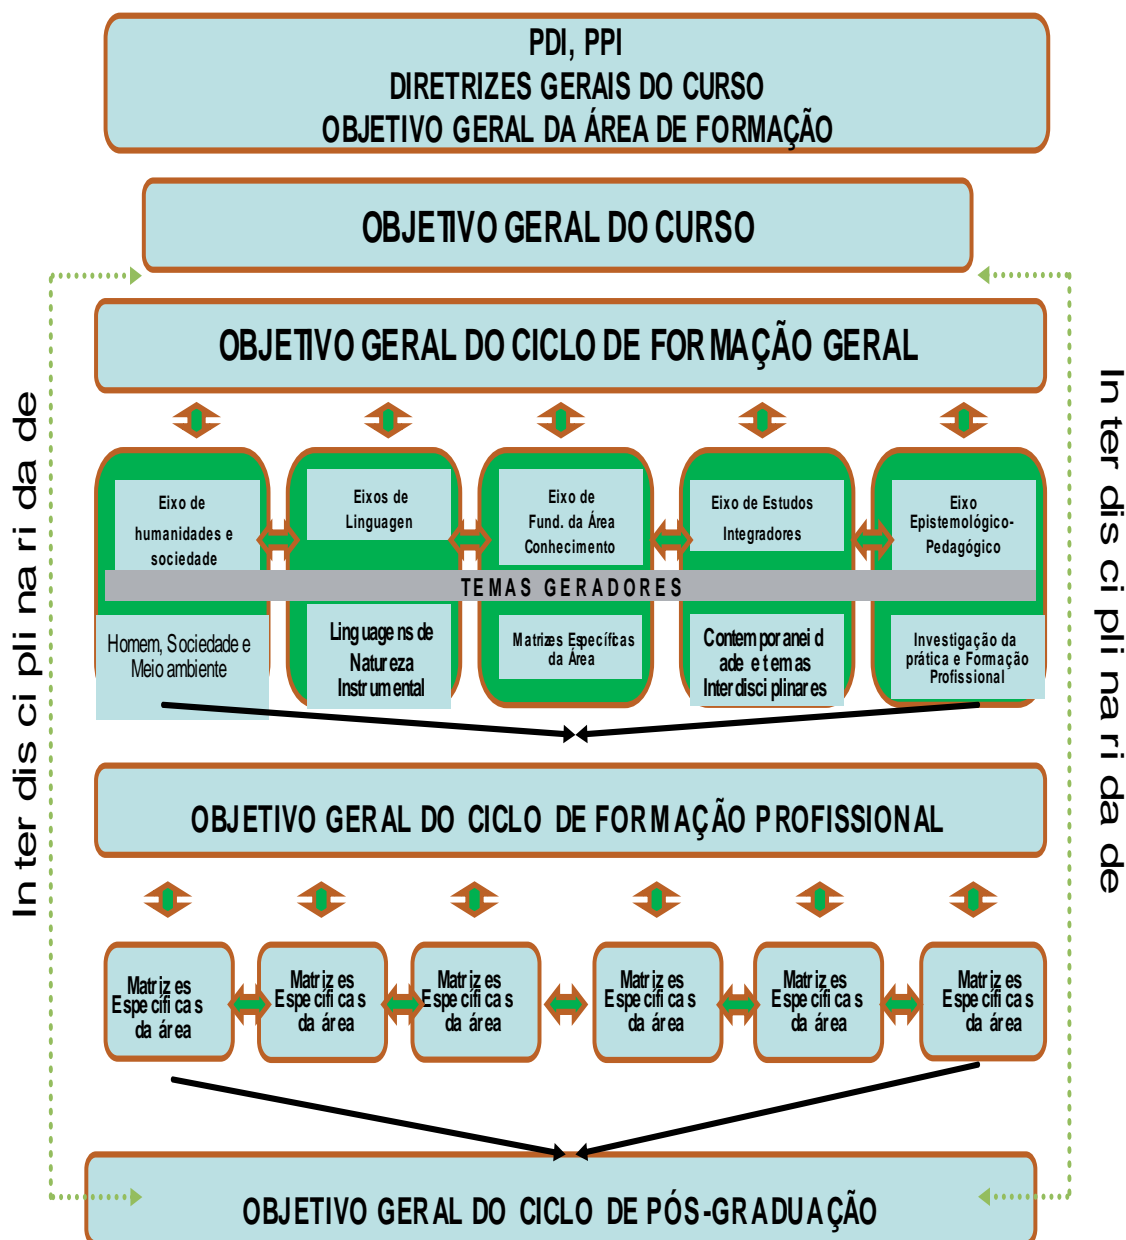 PDI, PPI
DIRETRIZES GERAIS DO CURSO
OBJETIVO GERAL DA ÁREA DE FORMAÇÃO
OBJETIVO GERAL DO CURSO
OBJETIVO GERAL DO CICLO DE FORMAÇÃO GERAL
Interdisciplinaridade
Interdisciplinaridade
Eixo de
humanidades e
sociedade
Eixos de
Linguagen
Eixo de
Fund. da Área
Conhecimento
Eixo de Estudos
Integradores
Eixo
Epistemológico-
Pedagógico
TEMAS GERADORES
Homem, Sociedade e
Meio ambiente
Linguagens de
Natureza
Instrumental
Matrizes Específicas
da Área
Contemporaneid
ade e temas
Interdisciplinares
Investigação da
prática e Formação
Profissional
OBJETIVO GERAL DO CICLO DE FORMAÇÃO PROFISSIONAL
Matrizes
Específicas
da área
Matrizes
Específicas
da área
Matrizes
Específicas
da área
Matrizes
Específicas
da área
Matrizes
Específicas
da área
Matrizes
Específicas
da área
OBJETIVO GERAL DO CICLO DE PÓS-GRADUAÇÃO